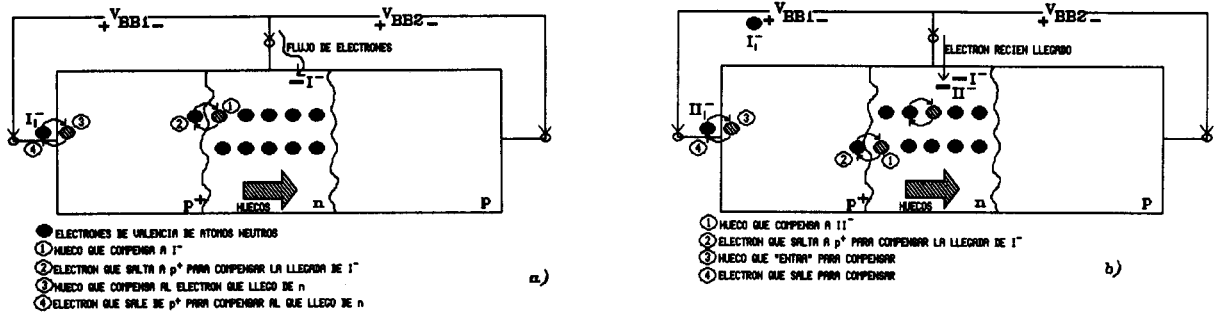 + VBB1 -
+ VBB2 -
FLUJO DE ELECTRONES
I⁻
①
②
I₁⁻
③
④
p⁺
HUECOS
n
p
ELECTRONES DE VALENCIA DE ATOMOS NEUTROS
① HUECO QUE COMPENSA A I⁻
② ELECTRON QUE SALTA A p⁺ PARA COMPENSAR LA LLEGADA DE I⁻
③ HUECO QUE COMPENSA AL ELECTRON QUE LLEGO DE n
④ ELECTRON QUE SALE DE p⁺ PARA COMPENSAR AL QUE LLEGO DE n
a)
+ VBB1 -
+ VBB2 -
I₁⁻
ELECTRON RECIEN LLEGADO
I⁻
II⁻
II₁⁻
③
④
②
①
p⁺
HUECOS
n
p
① HUECO QUE COMPENSA A II⁻
② ELECTRON QUE SALTA A p⁺ PARA COMPENSAR LA LLEGADA DE I⁻
③ HUECO QUE "ENTRA" PARA COMPENSAR
④ ELECTRON QUE SALE PARA COMPENSAR
b)